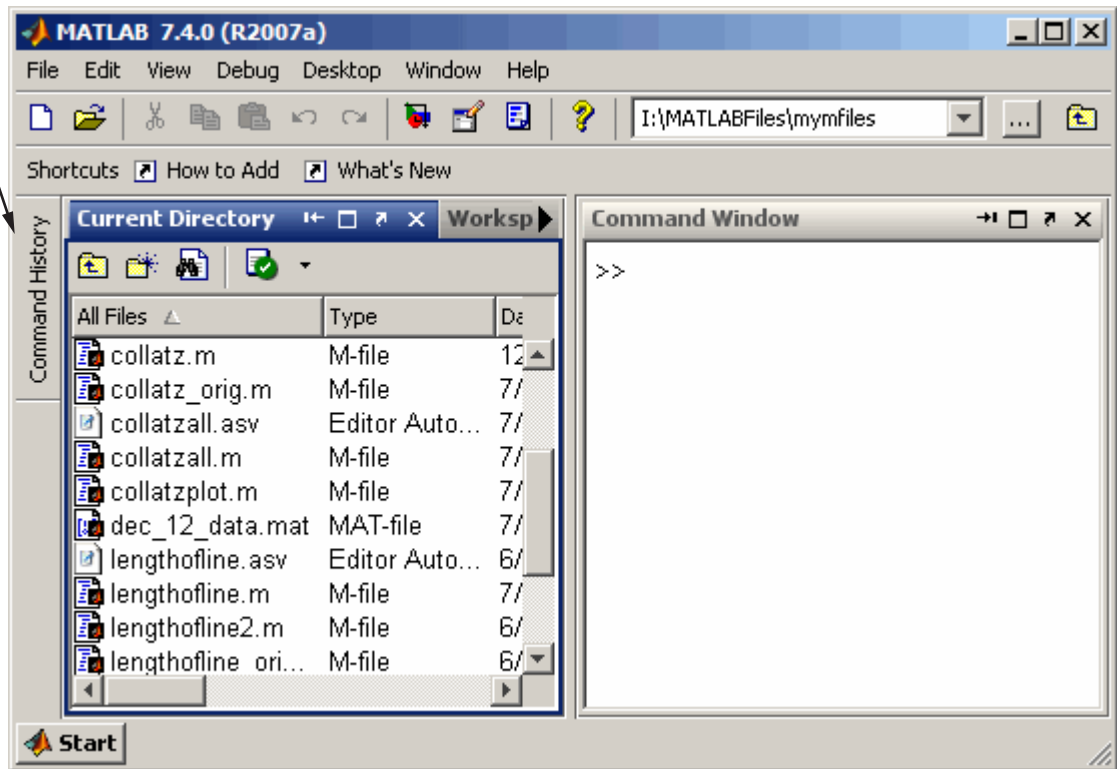 MATLAB 7.4.0 (R2007a)
File Edit View Debug Desktop Window Help
I:\MATLABFiles\mymfiles ...
Shortcuts How to Add What's New
Command History
Current Directory Worksp
All Files Type Da
collatz.m M-file 12
collatz_orig.m M-file 7/
collatzall.asv Editor Auto... 7/
collatzall.m M-file 7/
collatzplot.m M-file 7/
dec_12_data.mat MAT-file 7/
lengthofline.asv Editor Auto... 6/
lengthofline.m M-file 7/
lengthofline2.m M-file 6/
lengthofline_ori... M-file 6/
Command Window
>>
Start